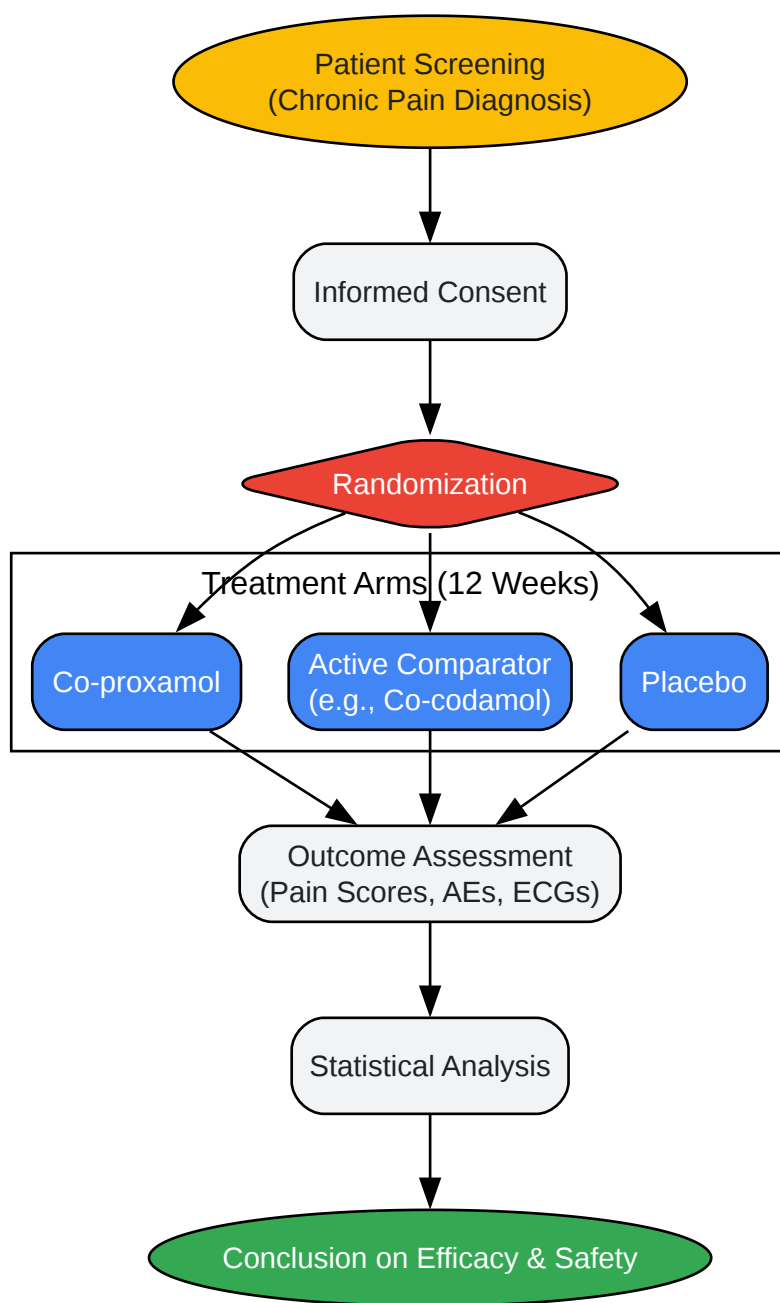 Patient Screening
(Chronic Pain Diagnosis)
Informed Consent
Randomization
Treatment Arms (12 Weeks)
Co-proxamol
Active Comparator
(e.g., Co-codamol)
Placebo
Outcome Assessment
(Pain Scores, AEs, ECGs)
Statistical Analysis
Conclusion on Efficacy & Safety